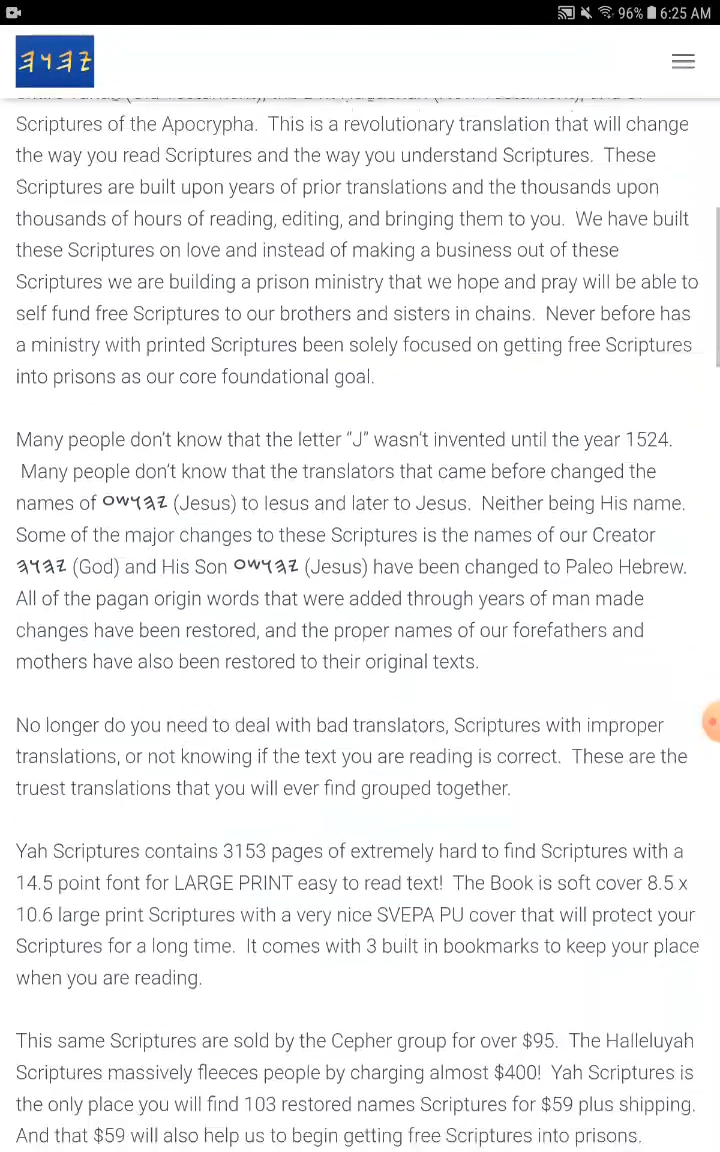 96% 6:25 AM
𐤉𐤄𐤅𐤄
Scriptures of the Apocrypha. This is a revolutionary translation that will change
the way you read Scriptures and the way you understand Scriptures. These
Scriptures are built upon years of prior translations and the thousands upon
thousands of hours of reading, editing, and bringing them to you. We have built
these Scriptures on love and instead of making a business out of these
Scriptures we are building a prison ministry that we hope and pray will be able to
self fund free Scriptures to our brothers and sisters in chains. Never before has
a ministry with printed Scriptures been solely focused on getting free Scriptures
into prisons as our core foundational goal.
Many people don't know that the letter "J" wasn't invented until the year 1524.
Many people don't know that the translators that came before changed the
names of 𐤉𐤄𐤅𐤔𐤏 (Jesus) to Iesus and later to Jesus. Neither being His name.
Some of the major changes to these Scriptures is the names of our Creator
𐤉𐤄𐤅𐤄 (God) and His Son 𐤉𐤄𐤅𐤔𐤏 (Jesus) have been changed to Paleo Hebrew.
All of the pagan origin words that were added through years of man made
changes have been restored, and the proper names of our forefathers and
mothers have also been restored to their original texts.
No longer do you need to deal with bad translators, Scriptures with improper
translations, or not knowing if the text you are reading is correct. These are the
truest translations that you will ever find grouped together.
Yah Scriptures contains 3153 pages of extremely hard to find Scriptures with a
14.5 point font for LARGE PRINT easy to read text! The Book is soft cover 8.5 x
10.6 large print Scriptures with a very nice SVEPA PU cover that will protect your
Scriptures for a long time. It comes with 3 built in bookmarks to keep your place
when you are reading.
This same Scriptures are sold by the Cepher group for over $95. The Halleluyah
Scriptures massively fleeces people by charging almost $400! Yah Scriptures is
the only place you will find 103 restored names Scriptures for $59 plus shipping.
And that $59 will also help us to begin getting free Scriptures into prisons.